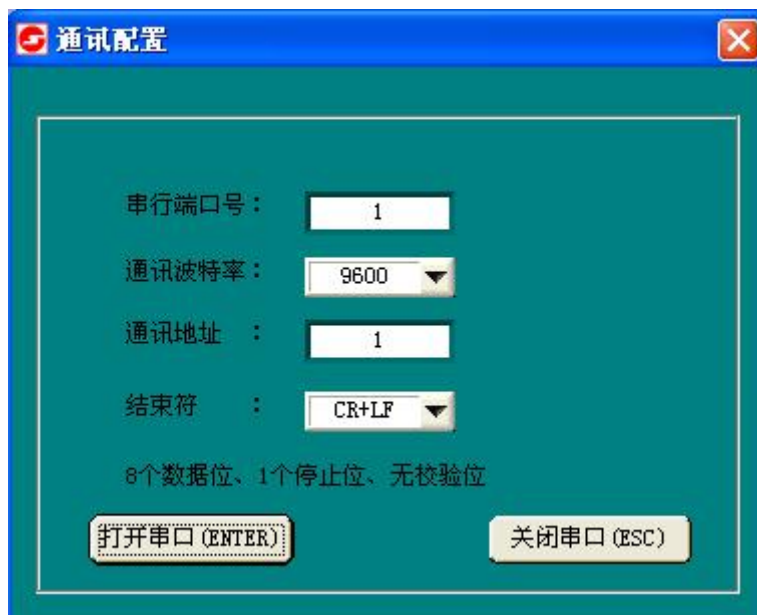 通讯配置
串行端口号： 1
通讯波特率： 9600
通讯地址 ： 1
结束符 ： CR+LF
8个数据位、1个停止位、无校验位
打开串口(ENTER) 关闭串口(ESC)